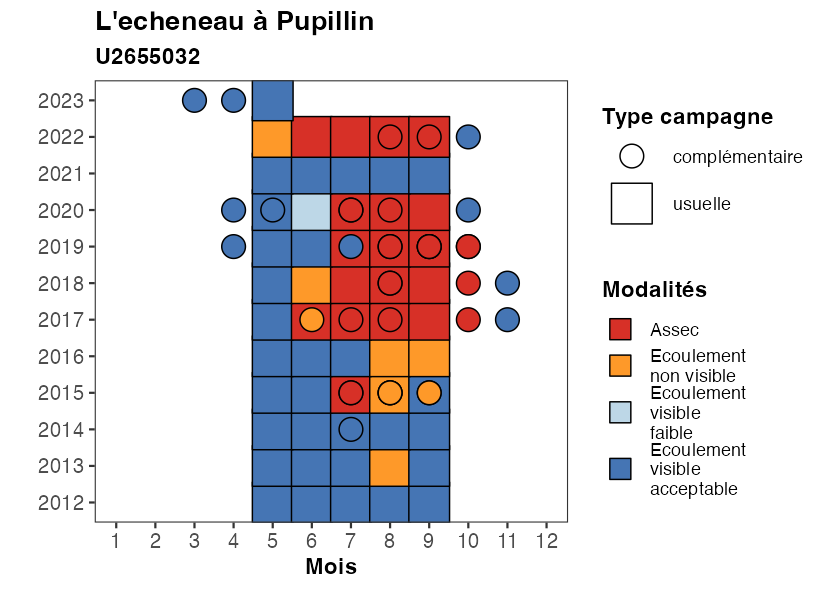 L'echeneau à Pupillin
U2655032
2023
2022
2021
2020
2019
2018
2017
2016
2015
2014
2013
2012
1 2 3 4 5 6 7 8 9 10 11 12
Mois
Type campagne
complémentaire
usuelle
Modalités
Assec
Ecoulement
non visible
Ecoulement
visible
faible
Ecoulement
visible
acceptable